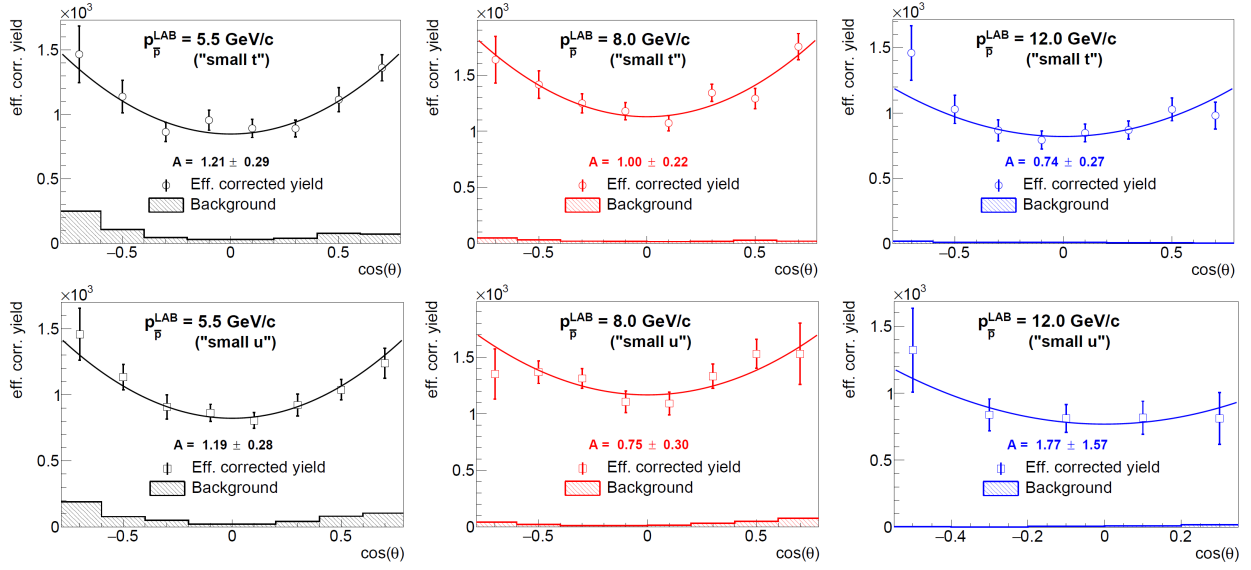 ×10³
eff. corr. yield
1.5
1
0.5
0
p_p̅^LAB = 5.5 GeV/c
("small t")
A = 1.21 ± 0.29
Eff. corrected yield
Background
−0.5 0 0.5
cos(θ)
×10³
eff. corr. yield
1.5
1
0.5
0
p_p̅^LAB = 8.0 GeV/c
("small t")
A = 1.00 ± 0.22
Eff. corrected yield
Background
−0.5 0 0.5
cos(θ)
×10³
eff. corr. yield
1.5
1
0.5
0
p_p̅^LAB = 12.0 GeV/c
("small t")
A = 0.74 ± 0.27
Eff. corrected yield
Background
−0.5 0 0.5
cos(θ)
×10³
eff. corr. yield
1.5
1
0.5
0
p_p̅^LAB = 5.5 GeV/c
("small u")
A = 1.19 ± 0.28
Eff. corrected yield
Background
−0.5 0 0.5
cos(θ)
×10³
eff. corr. yield
1.5
1
0.5
0
p_p̅^LAB = 8.0 GeV/c
("small u")
A = 0.75 ± 0.30
Eff. corrected yield
Background
−0.5 0 0.5
cos(θ)
×10³
eff. corr. yield
1.5
1
0.5
0
p_p̅^LAB = 12.0 GeV/c
("small u")
A = 1.77 ± 1.57
Eff. corrected yield
Background
−0.4 −0.2 0 0.2
cos(θ)